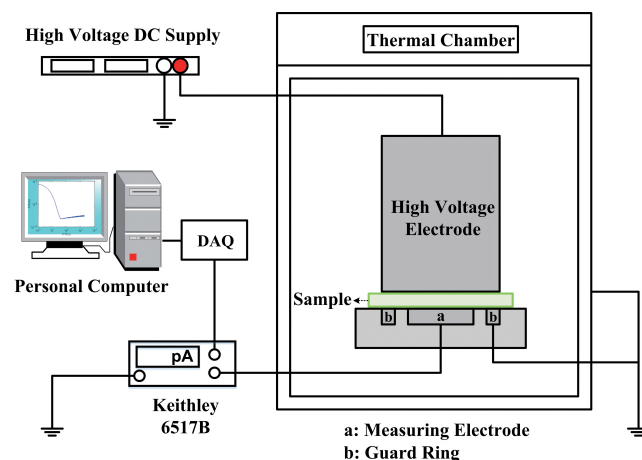 High Voltage DC Supply
Thermal Chamber
High Voltage
Electrode
DAQ
Personal Computer
Sample
b
a
b
pA
Keithley
6517B
a: Measuring Electrode
b: Guard Ring